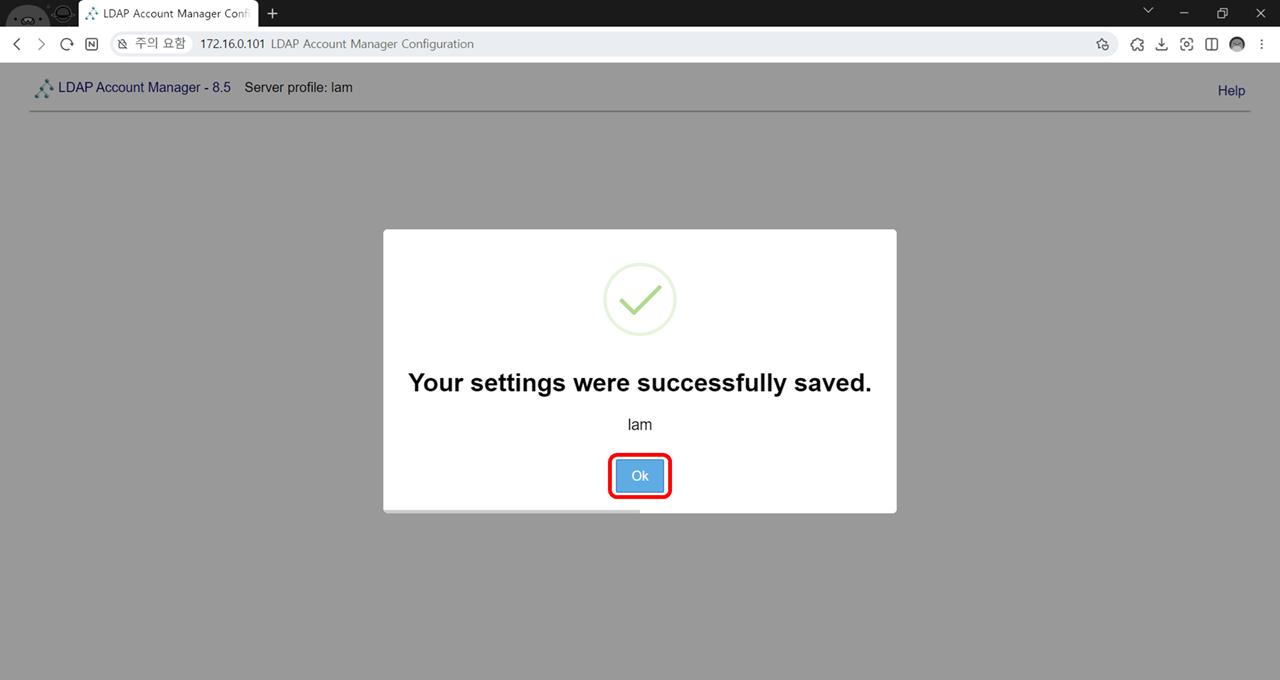 LDAP Account Manager Confi
주의 요함 172.16.0.101 LDAP Account Manager Configuration
LDAP Account Manager - 8.5 Server profile: lam Help
Your settings were successfully saved.
lam
Ok